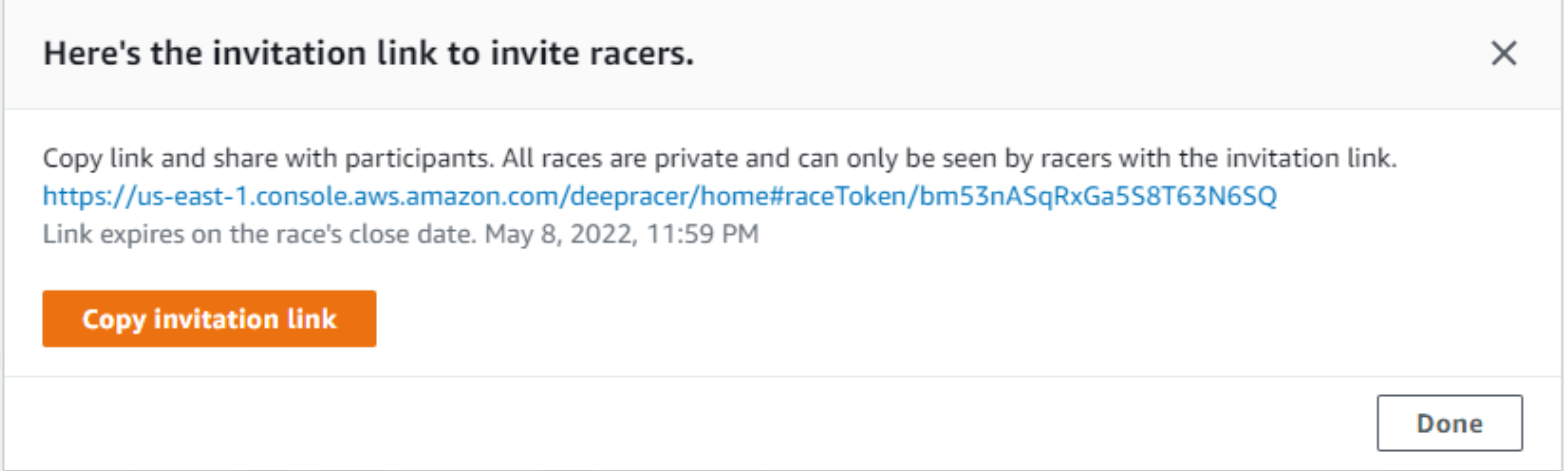 Here's the invitation link to invite racers.
Copy link and share with participants. All races are private and can only be seen by racers with the invitation link.
https://us-east-1.console.aws.amazon.com/deepracer/home#raceToken/bm53nASqRxGa5S8T63N6SQ
Link expires on the race's close date. May 8, 2022, 11:59 PM
Copy invitation link
Done